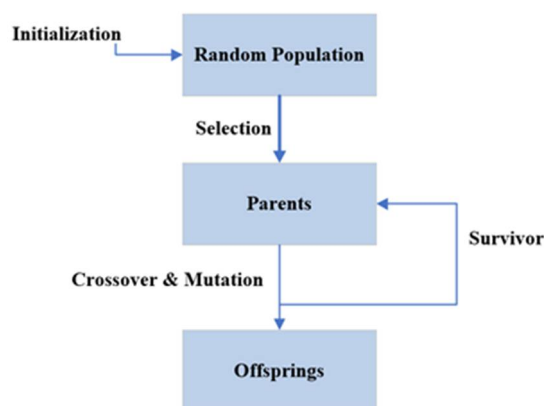 Initialization
Random Population
Selection
Parents
Survivor
Crossover & Mutation
Offsprings